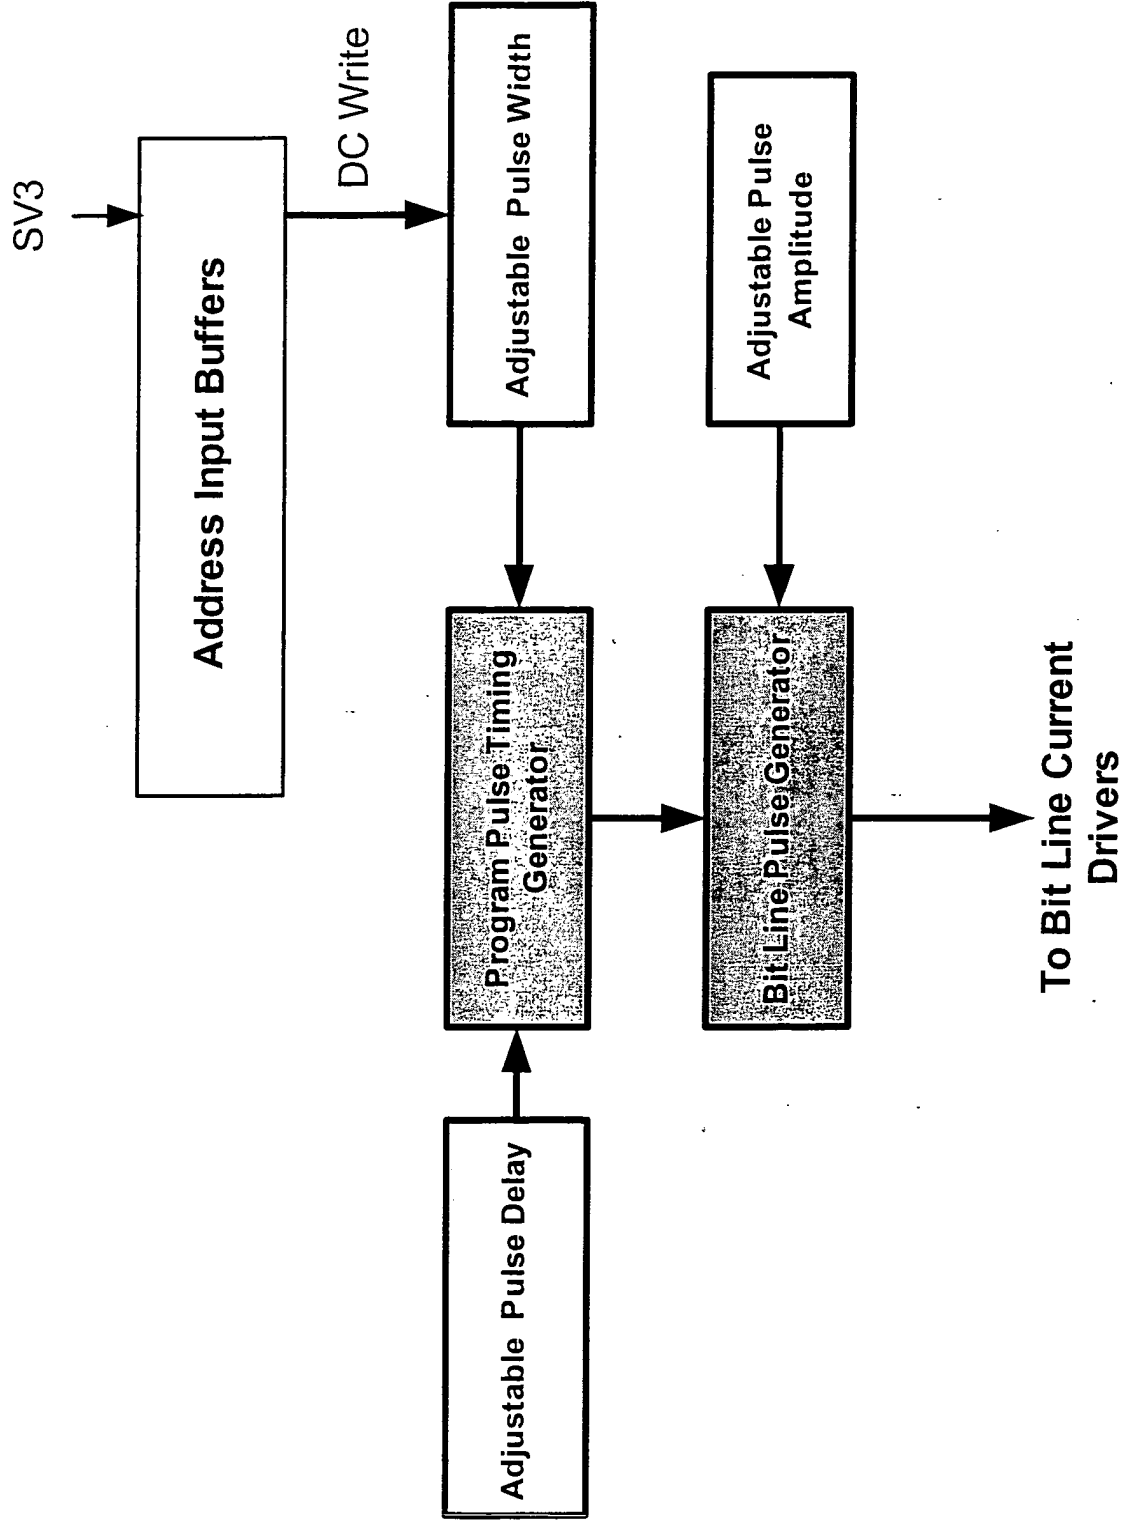 SV3
Address Input Buffers
DC Write
Adjustable Pulse Delay
Program Pulse Timing
Generator
Adjustable Pulse Width
Bit Line Pulse Generator
Adjustable Pulse
Amplitude
To Bit Line Current
Drivers